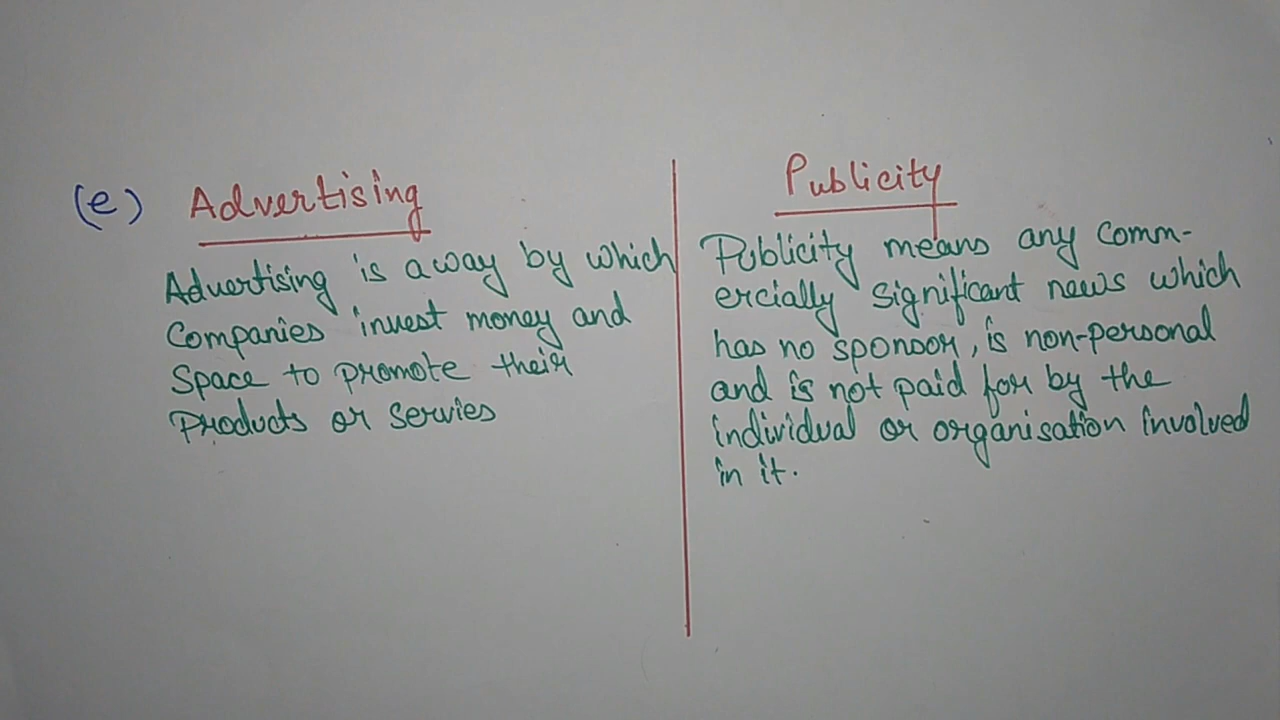 (e) Advertising
Advertising is a way by which
Companies invest money and
Space to promote their
Products or servies
Publicity
Publicity means any comm-
ercially significant news which
has no sponsor, is non-personal
and is not paid for by the
individual or organisation involved
in it.